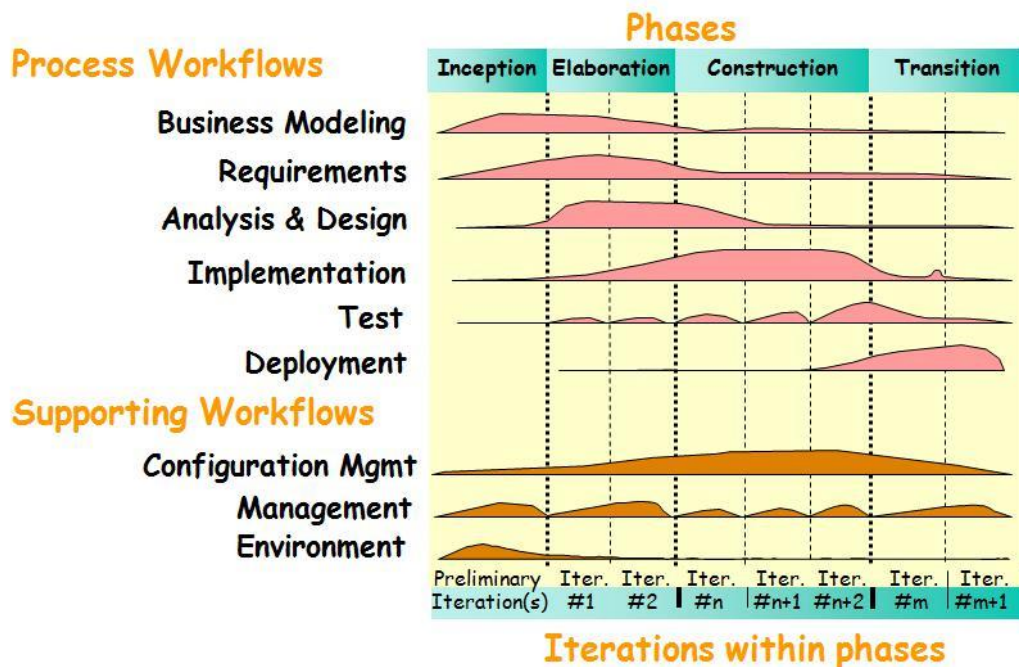 Phases
Process Workflows
Inception Elaboration Construction Transition
Business Modeling
Requirements
Analysis & Design
Implementation
Test
Deployment
Supporting Workflows
Configuration Mgmt
Management
Environment
Preliminary Iter. Iter. Iter. Iter. Iter. Iter. Iter.
Iteration(s) #1 #2 #n #n+1 #n+2 #m #m+1
Iterations within phases